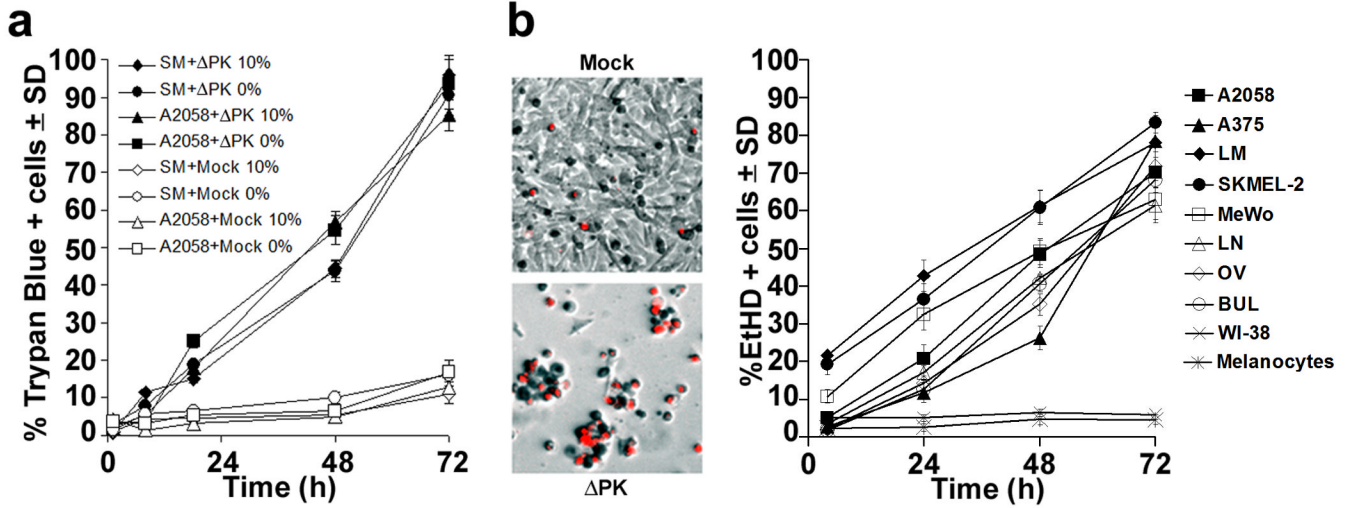 a
% Trypan Blue + cells ± SD
100
90
80
70
60
50
40
30
20
10
0
SM+ΔPK 10%
SM+ΔPK 0%
A2058+ΔPK 10%
A2058+ΔPK 0%
SM+Mock 10%
SM+Mock 0%
A2058+Mock 10%
A2058+Mock 0%
0 24 48 72
Time (h)
b
Mock
ΔPK
%EtHD + cells ± SD
100
90
80
70
60
50
40
30
20
10
0
0 24 48 72
Time (h)
A2058
A375
LM
SKMEL-2
MeWo
LN
OV
BUL
WI-38
Melanocytes